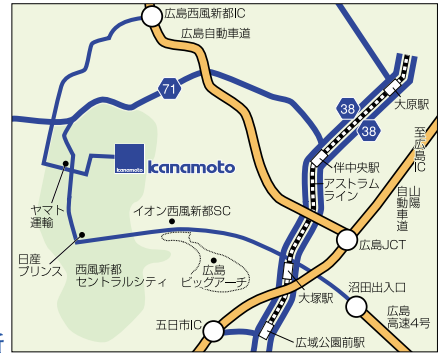 広島西風新都IC
広島自動車道
71
38
38
大原駅
至広島IC
山陽
自動車道
伴中央駅
アストラム
ライン
kanamoto
kanamoto
ヤマト
運輸
イオン西風新都SC
日産
プリンス
西風新都
セントラルシティ
広島
ビッグアーチ
広島JCT
大塚駅
沼田出入口
広島
高速4号
五日市IC
広域公園前駅